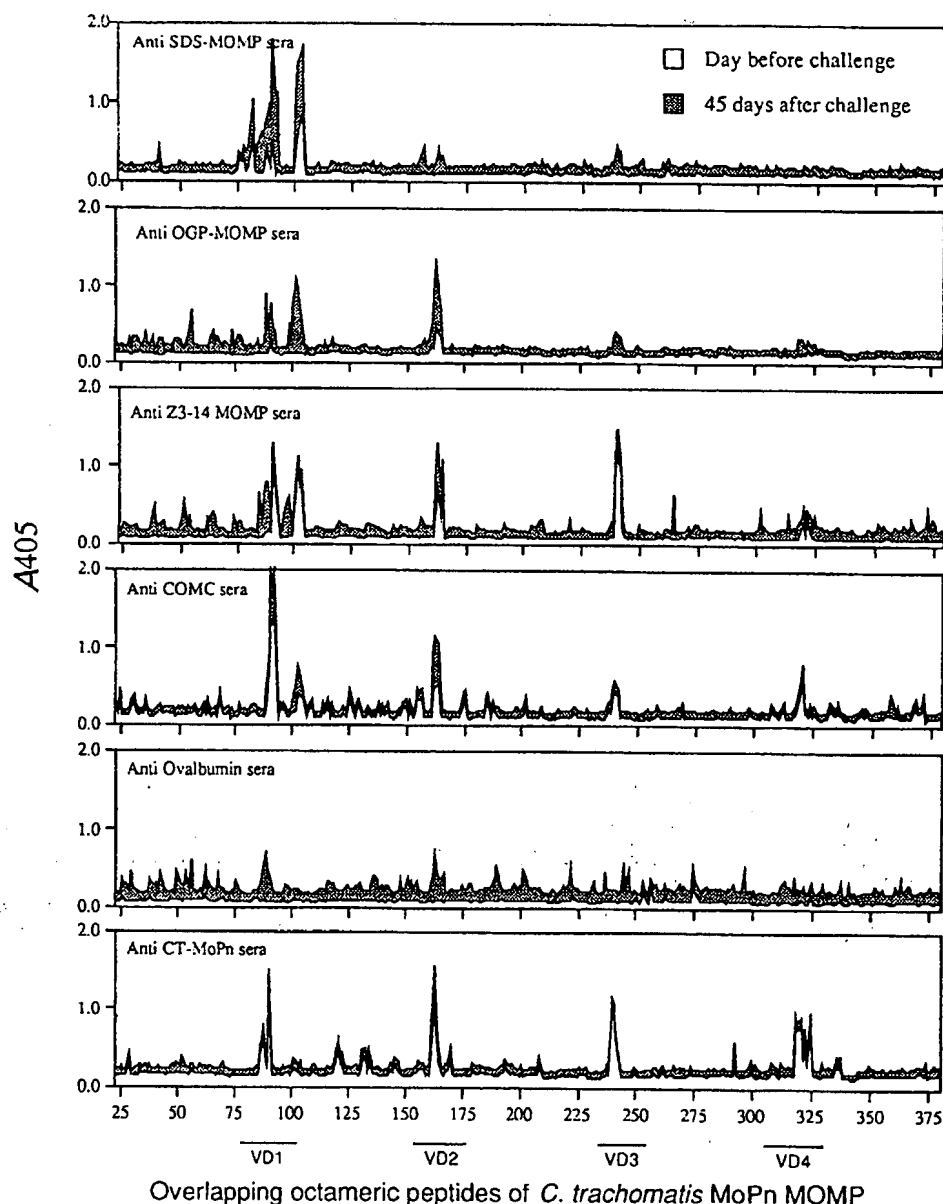 2.0
Anti SDS-MOMP sera
Day before challenge
45 days after challenge
1.0
0.0
2.0
Anti OGP-MOMP sera
1.0
0.0
2.0
Anti Z3-14 MOMP sera
1.0
0.0
A405
2.0
Anti COMC sera
1.0
0.0
2.0
Anti Ovalbumin sera
1.0
0.0
2.0
Anti CT-MoPn sera
1.0
0.0
25 50 75 100 125 150 175 200 225 250 275 300 325 350 375
VD1 VD2 VD3 VD4
Overlapping octameric peptides of C. trachomatis MoPn MOMP